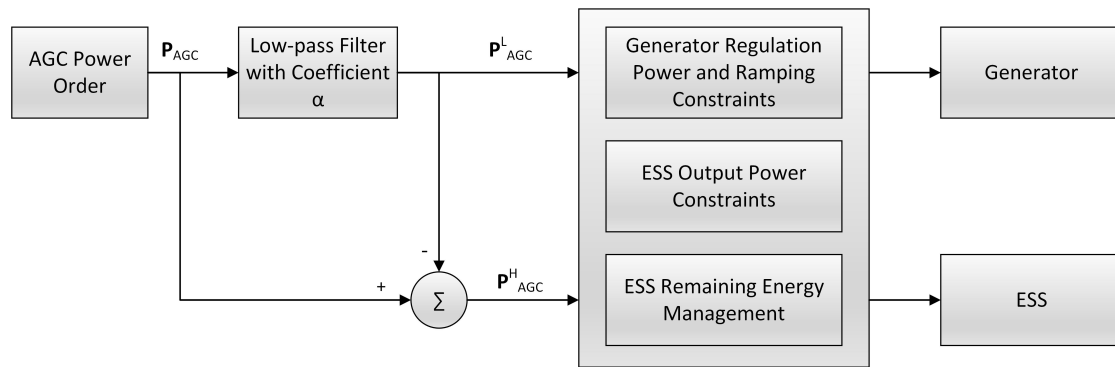 AGC Power
Order
P_AGC
Low-pass Filter
with Coefficient
α
P^L_AGC
Generator Regulation
Power and Ramping
Constraints
Generator
ESS Output Power
Constraints
-
+
Σ
P^H_AGC
ESS Remaining Energy
Management
ESS